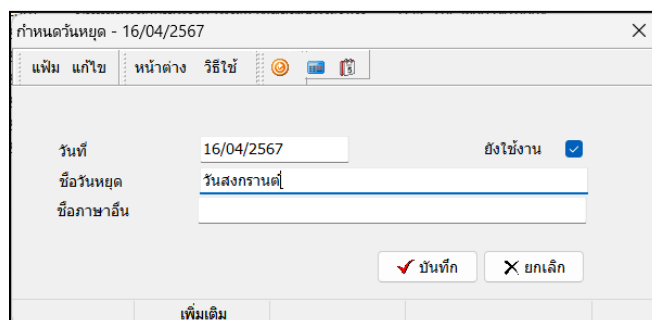 กำหนดวันหยุด - 16/04/2567
แฟ้ม แก้ไข หน้าต่าง วิธีใช้
วันที่ 16/04/2567 ยังใช้งาน
ชื่อวันหยุด วันสงกรานต์
ชื่อภาษาอื่น
บันทึก ยกเลิก
เพิ่มเติม